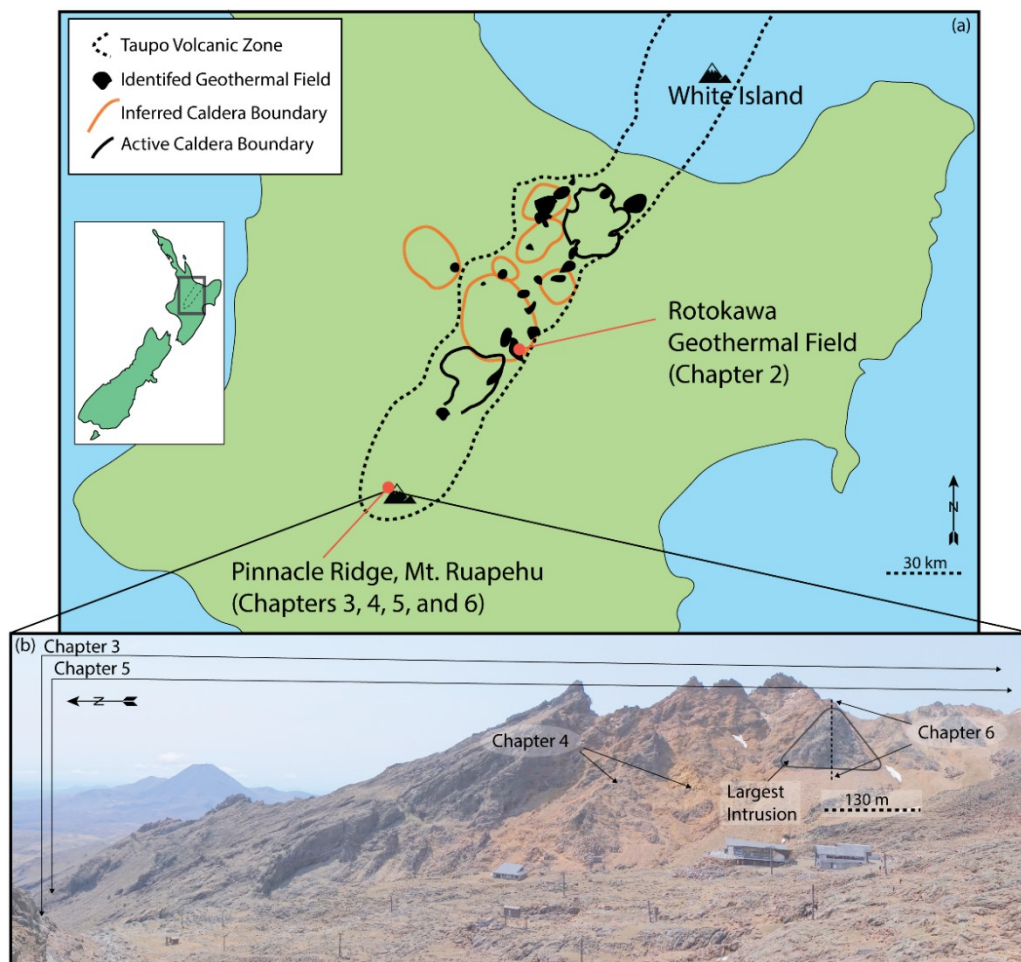 (a)
Taupo Volcanic Zone
Identifed Geothermal Field
Inferred Caldera Boundary
Active Caldera Boundary
White Island
Rotokawa
Geothermal Field
(Chapter 2)
N
30 km
Pinnacle Ridge, Mt. Ruapehu
(Chapters 3, 4, 5, and 6)
(b)
Chapter 3
Chapter 5
N
Chapter 4
Chapter 6
Largest
Intrusion
130 m